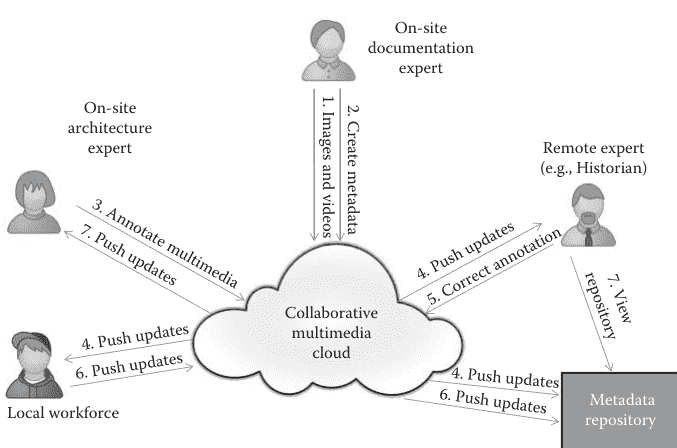 On-site
documentation
expert
On-site
architecture
expert
1. Images and videos
2. Create metadata
Remote expert
(e.g., Historian)
3. Annotate multimedia
7. Push updates
4. Push updates
5. Correct annotation
7. View
repository
Collaborative
multimedia
cloud
4. Push updates
6. Push updates
Local workforce
4. Push updates
6. Push updates
Metadata
repository